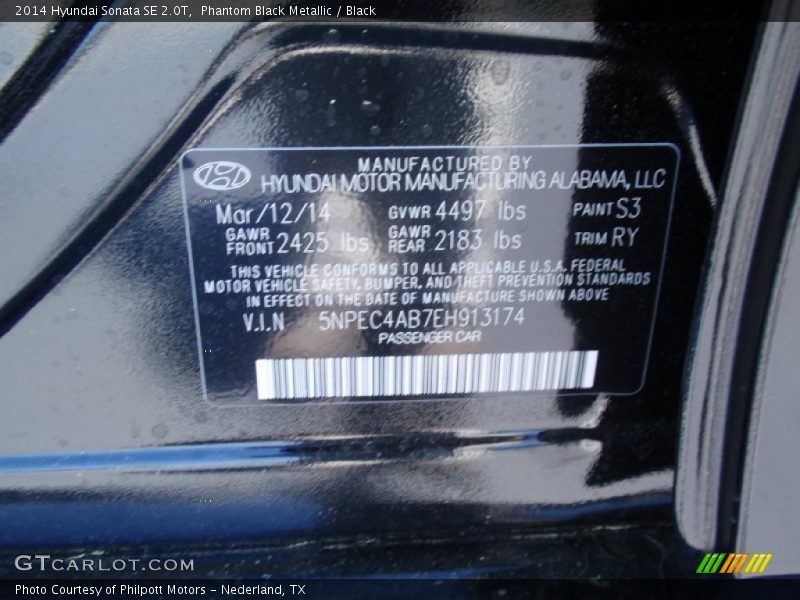 2014 Hyundai Sonata SE 2.0T, Phantom Black Metallic / Black
MANUFACTURED BY
HYUNDAI MOTOR MANUFACTURING ALABAMA, LLC
Mar/12/14 GVWR 4497 lbs PAINT S3
GAWR FRONT 2425 lbs GAWR REAR 2183 lbs TRIM RY
THIS VEHICLE CONFORMS TO ALL APPLICABLE U.S.A. FEDERAL
MOTOR VEHICLE SAFETY, BUMPER, AND THEFT PREVENTION STANDARDS
IN EFFECT ON THE DATE OF MANUFACTURE SHOWN ABOVE
V.I.N 5NPEC4AB7EH913174
PASSENGER CAR
GTCARLOT.COM
Photo Courtesy of Philpott Motors - Nederland, TX